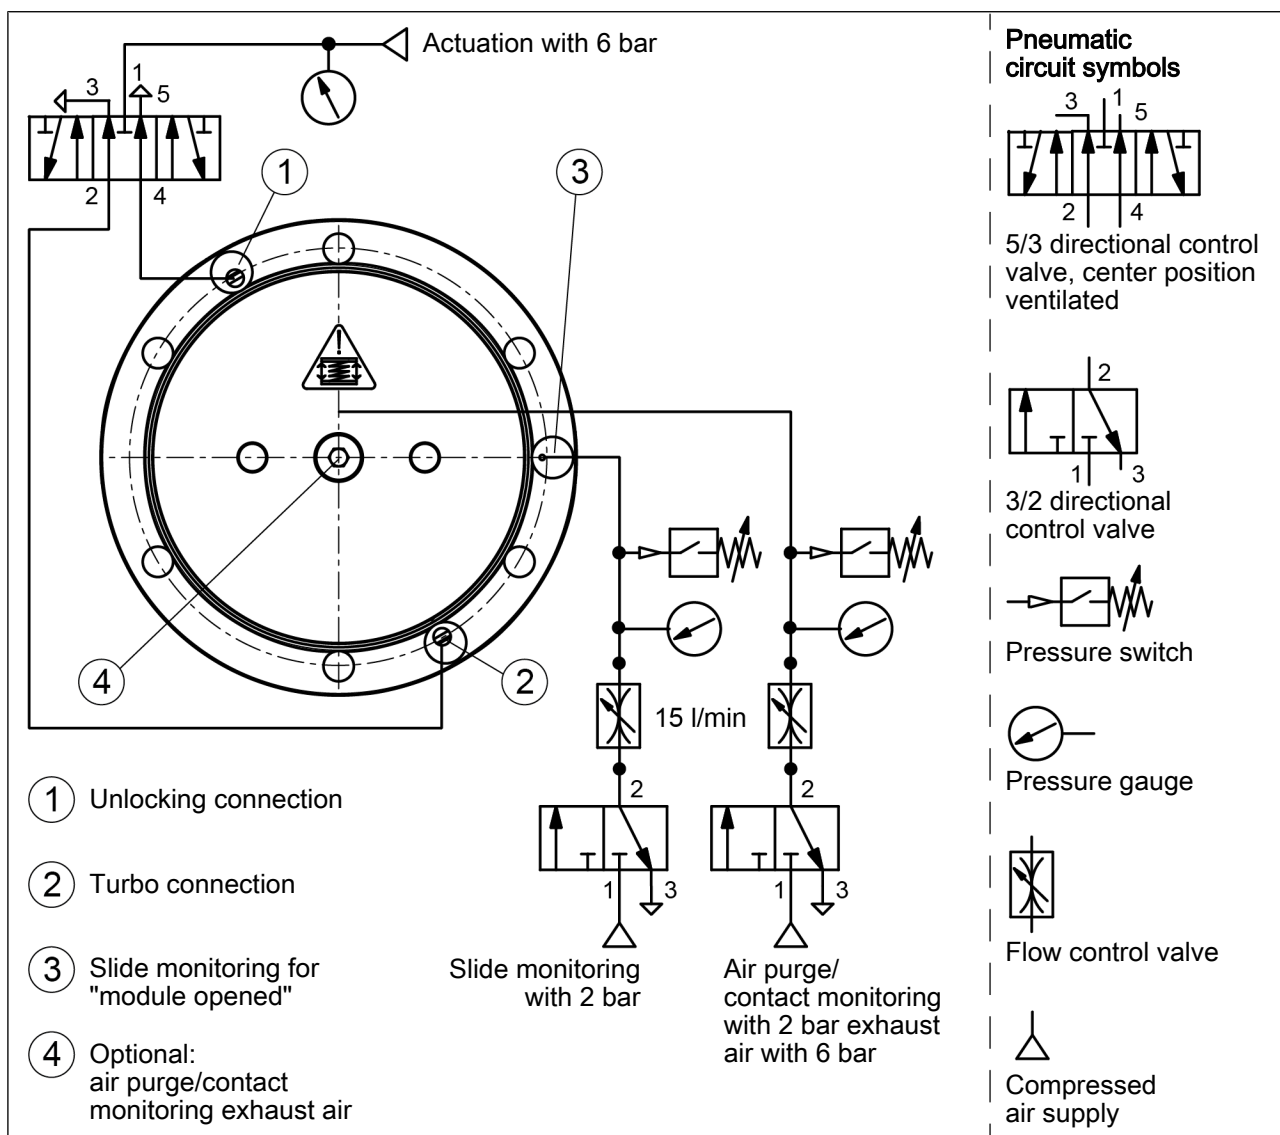 Actuation with 6 bar
1
3
5
2
4
1
3
!
4
2
15 l/min
2
2
1
3
1
3
Slide monitoring
with 2 bar
Air purge/
contact monitoring
with 2 bar exhaust
air with 6 bar
1 Unlocking connection
2 Turbo connection
3 Slide monitoring for
"module opened"
4 Optional:
air purge/contact
monitoring exhaust air
Pneumatic
circuit symbols
3
1
5
2
4
5/3 directional control
valve, center position
ventilated
2
1
3
3/2 directional
control valve
Pressure switch
Pressure gauge
Flow control valve
Compressed
air supply